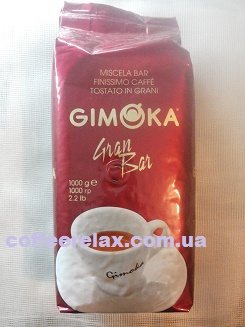 MISCELA BAR
FINISSIMO CAFFÈ
TOSTATO IN GRANI
GIMOKA
Gran
Bar
1000 g e
1000 гр
2.2 lb
coffeerelax.com.ua
Gimoka